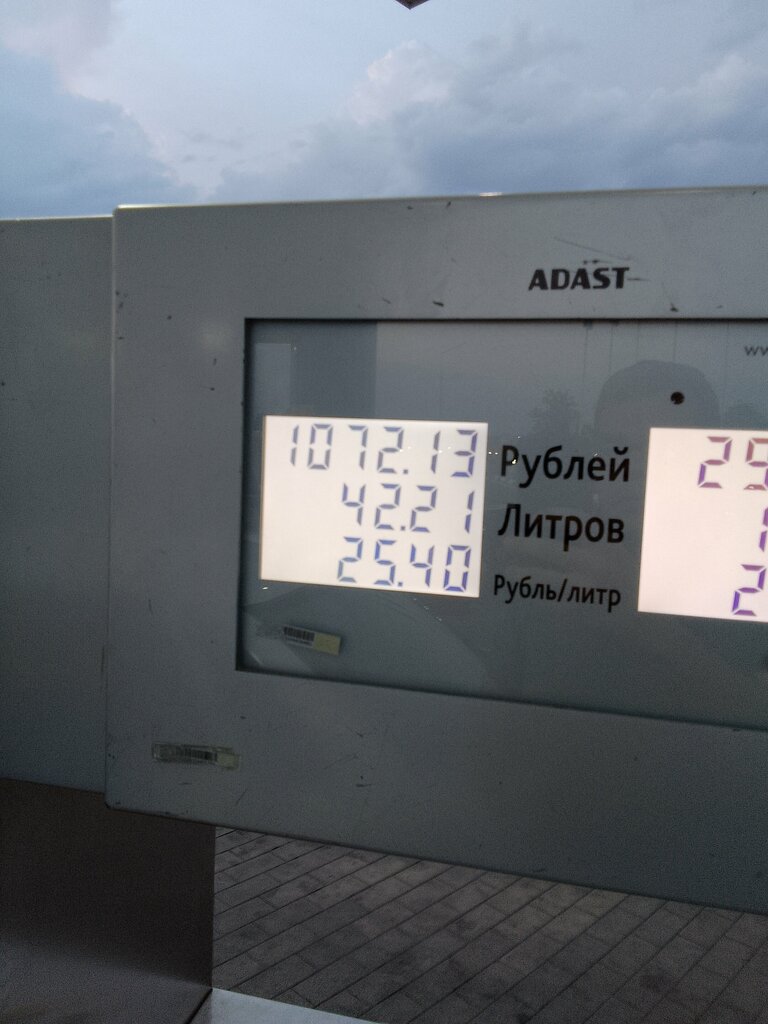 ADAST
1072.13 Рублей
42.21 Литров
25.40 Рубль/литр